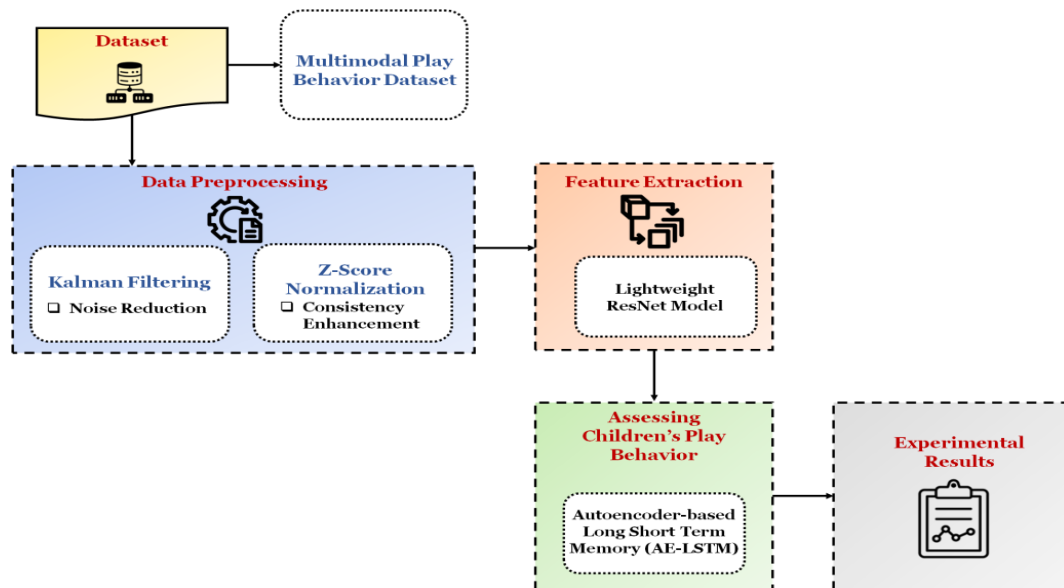 Dataset
Multimodal Play
Behavior Dataset
Data Preprocessing
Kalman Filtering
❑ Noise Reduction
Z-Score
Normalization
❑ Consistency
Enhancement
Feature Extraction
Lightweight
ResNet Model
Assessing
Children's Play
Behavior
Autoencoder-based
Long Short Term
Memory (AE-LSTM)
Experimental
Results